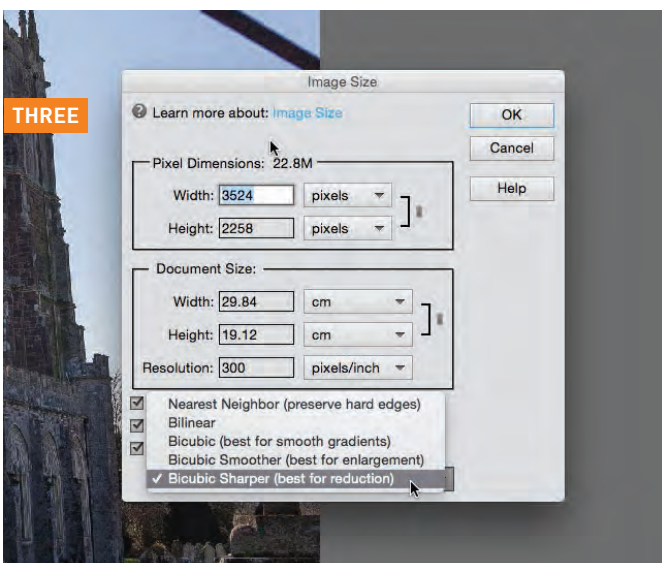 THREE
Image Size
? Learn more about: Image Size
OK
Cancel
Help
Pixel Dimensions: 22.8M
Width: 3524 pixels
Height: 2258 pixels
Document Size:
Width: 29.84 cm
Height: 19.12 cm
Resolution: 300 pixels/inch
Nearest Neighbor (preserve hard edges)
Bilinear
Bicubic (best for smooth gradients)
Bicubic Smoother (best for enlargement)
✓ Bicubic Sharper (best for reduction)